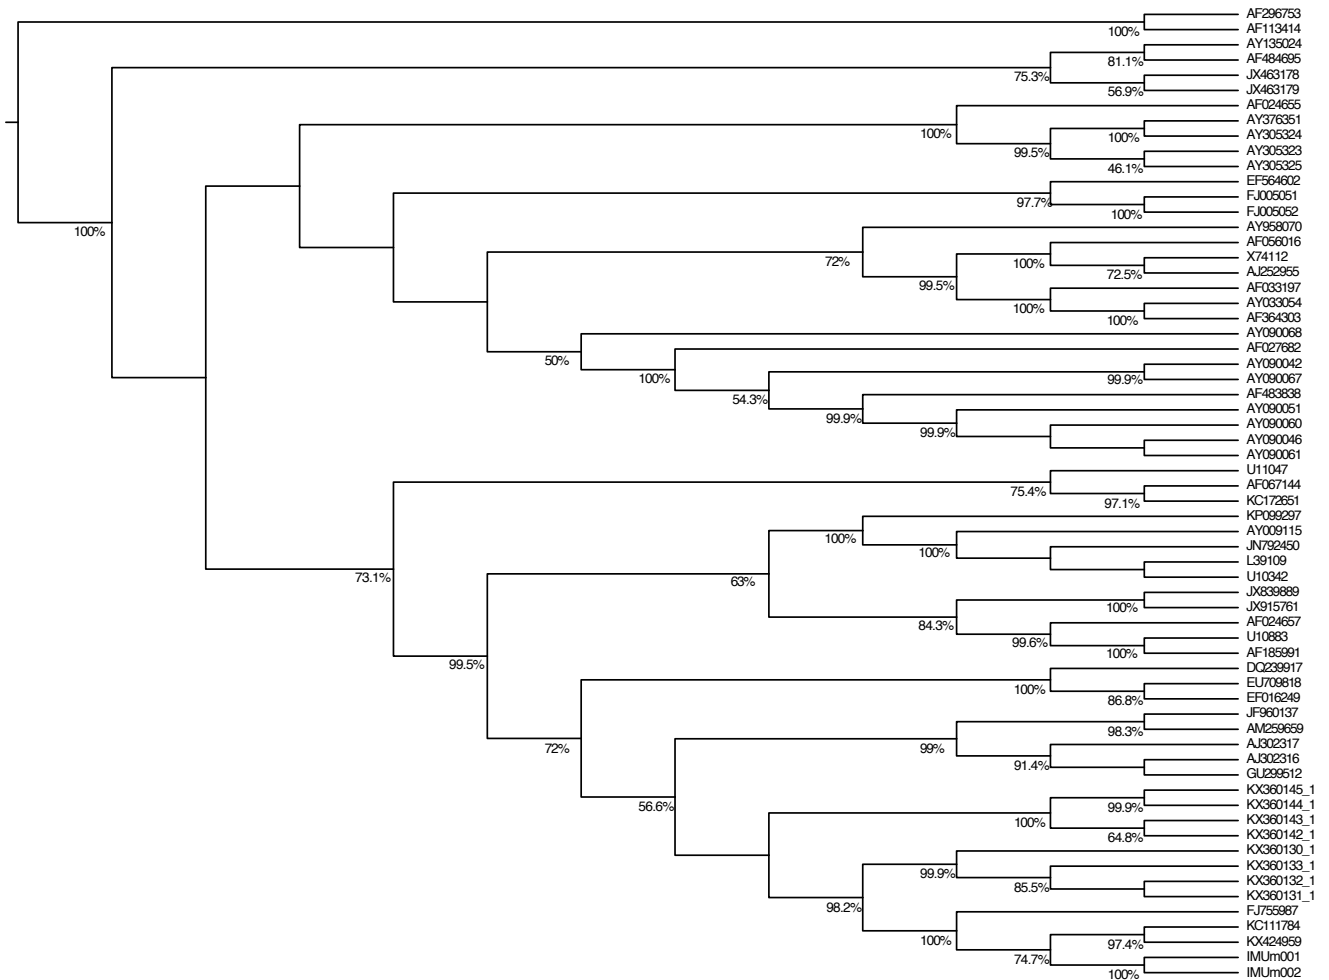 AF296753
100%
AF113414
AY135024
81.1%
AF484695
75.3%
JX463178
56.9%
JX463179
AF024655
100%
AY376351
100%
AY305324
99.5%
AY305323
46.1%
AY305325
EF564602
97.7%
FJ005051
100%
FJ005052
100%
AY958070
72%
AF056016
100%
X74112
72.5%
AJ252955
99.5%
AF033197
100%
AY033054
100%
AF364303
AY090068
50%
AF027682
100%
AY090042
99.9%
AY090067
54.3%
AF483838
99.9%
AY090051
99.9%
AY090060
AY090046
AY090061
U11047
75.4%
AF067144
97.1%
KC172651
KP099297
100%
AY009115
100%
JN792450
L39109
U10342
73.1%
63%
JX839889
100%
JX915761
84.3%
AF024657
99.6%
U10883
100%
AF185991
99.5%
DQ239917
100%
EU709818
86.8%
EF016249
72%
JF960137
98.3%
AM259659
99%
AJ302317
91.4%
AJ302316
GU299512
56.6%
KX360145_1
99.9%
KX360144_1
100%
KX360143_1
64.8%
KX360142_1
KX360130_1
99.9%
KX360133_1
85.5%
KX360132_1
KX360131_1
98.2%
FJ755987
100%
KC111784
97.4%
KX424959
74.7%
IMUm001
100%
IMUm002